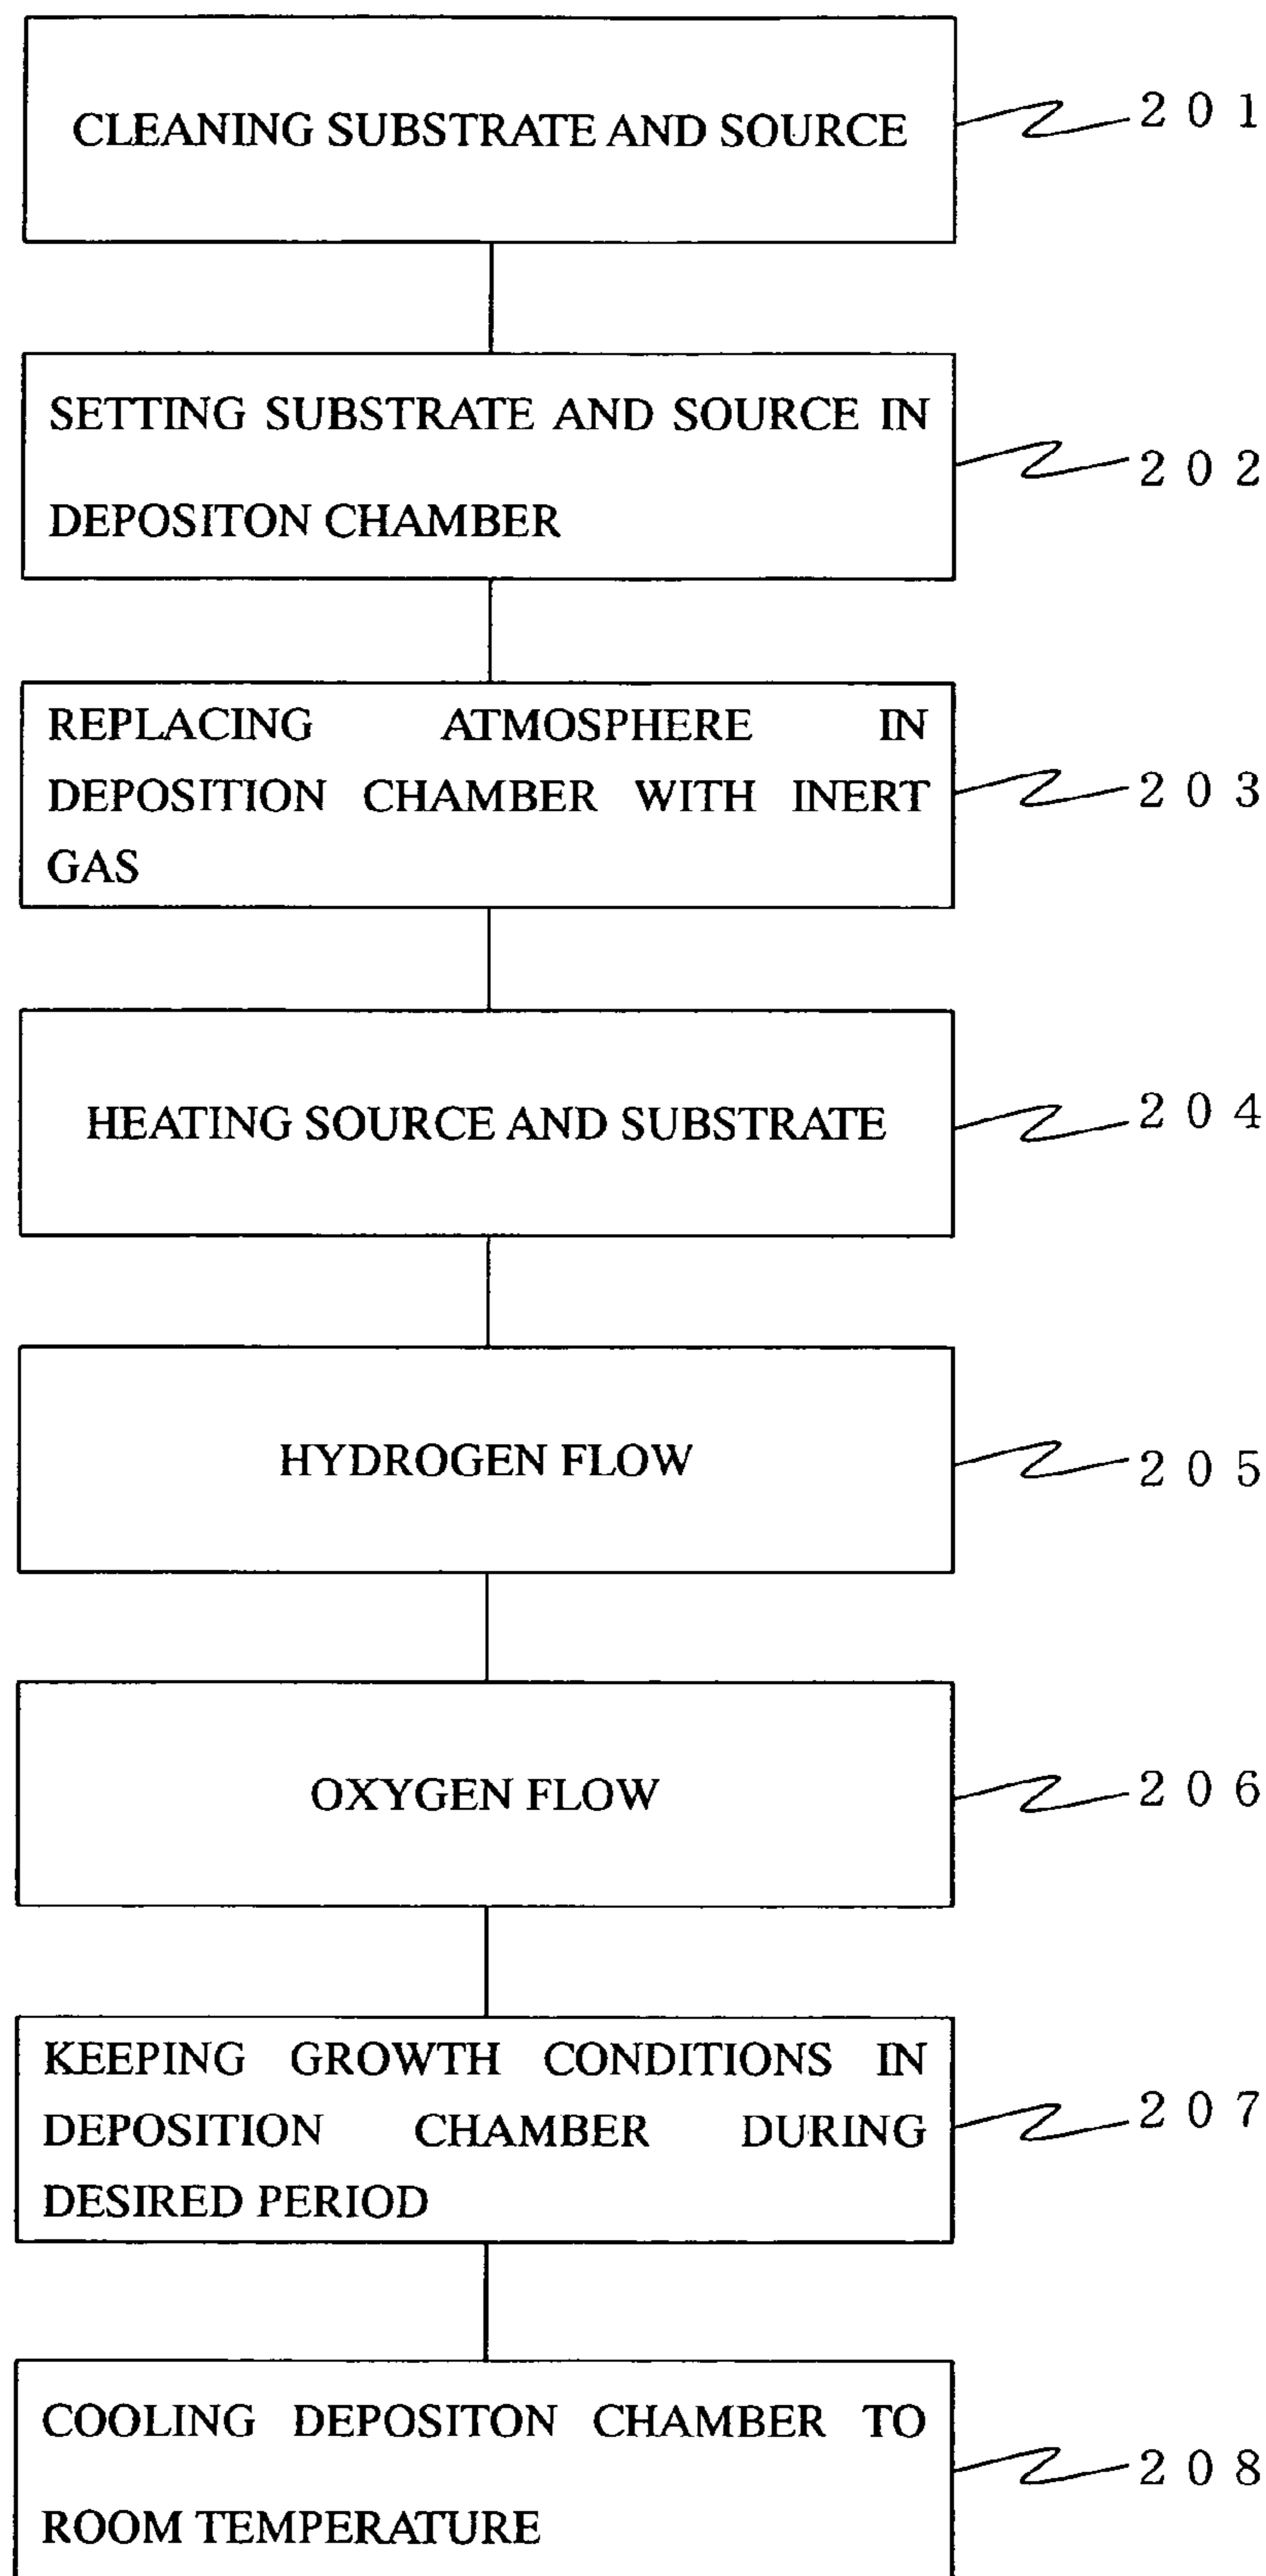 CLEANING SUBSTRATE AND SOURCE
201
SETTING SUBSTRATE AND SOURCE IN
DEPOSITON CHAMBER
202
REPLACING ATMOSPHERE IN
DEPOSITION CHAMBER WITH INERT
GAS
203
HEATING SOURCE AND SUBSTRATE
204
HYDROGEN FLOW
205
OXYGEN FLOW
206
KEEPING GROWTH CONDITIONS IN
DEPOSITION CHAMBER DURING
DESIRED PERIOD
207
COOLING DEPOSITON CHAMBER TO
ROOM TEMPERATURE
208